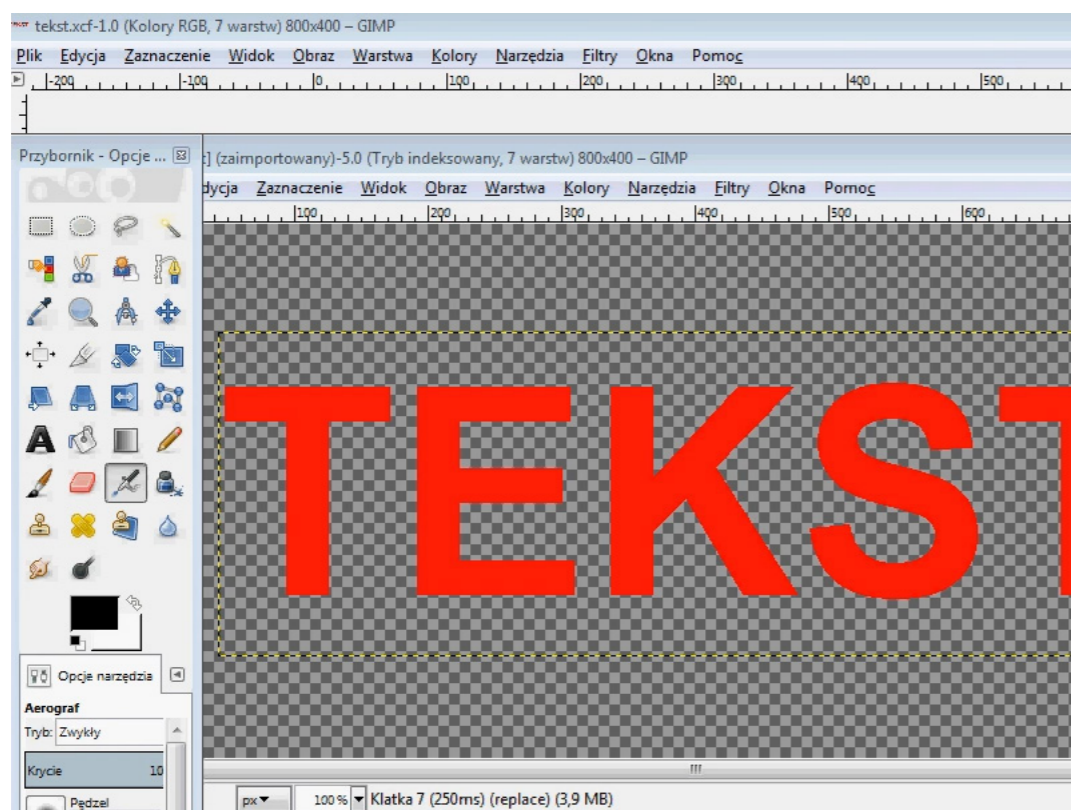 tekst.xcf-1.0 (Kolory RGB, 7 warstw) 800x400 – GIMP
Plik Edycja Zaznaczenie Widok Obraz Warstwa Kolory Narzędzia Filtry Okna Pomoc
-200 -100 0 100 200 300 400 500
Przybornik - Opcje ...
] (zaimportowany)-5.0 (Tryb indeksowany, 7 warstw) 800x400 – GIMP
dycja Zaznaczenie Widok Obraz Warstwa Kolory Narzędzia Filtry Okna Pomoc
100 200 300 400 500 600
TEKST
Opcje narzędzia
Aerograf
Tryb: Zwykły
Krycie 10
Pędzel
px 100 % Klatka 7 (250ms) (replace) (3,9 MB)